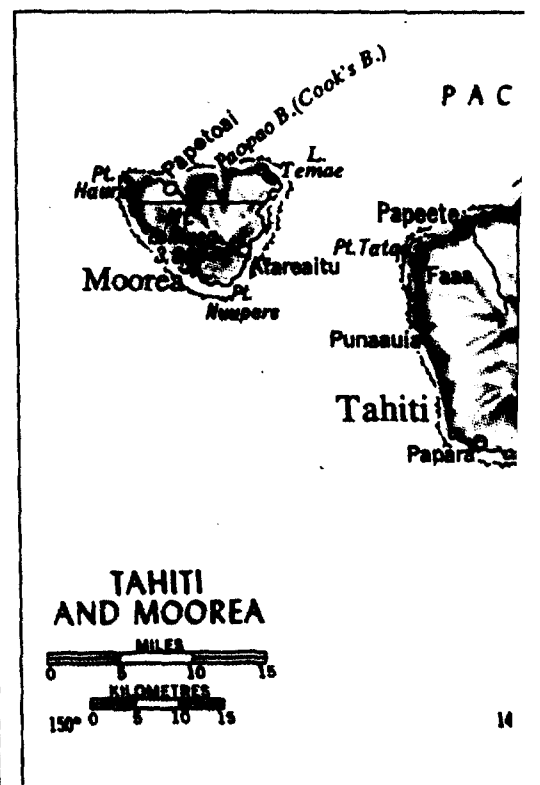 PAC
Paopao B.(Cook's B.)
Papetoai
L.
Temae
Pt.
Papeete
Pt. Tata
Faaa
Moorea
Pt.
Nuupere
Punaauia
Tahiti
Papara
TAHITI
AND MOOREA
MILES
0 5 10 15
KILOMETRES
150° 0 5 10 15
14